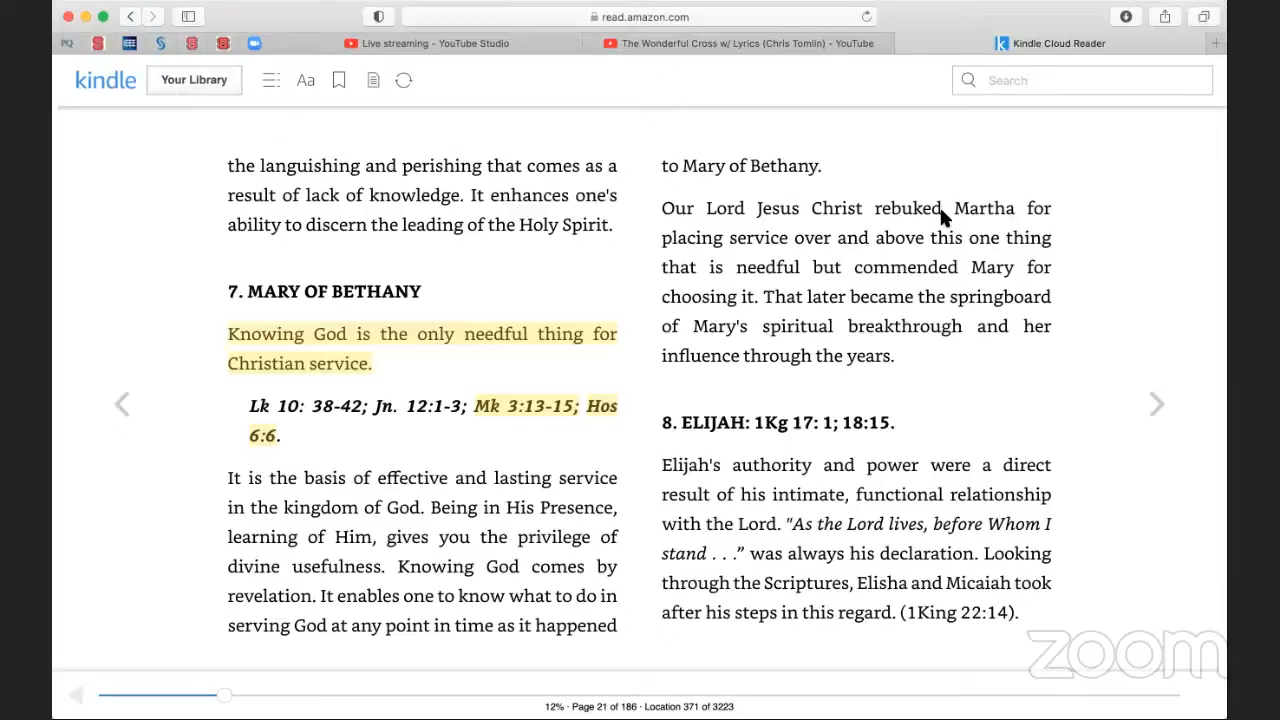 read.amazon.com
PQ
IEEE
Live streaming - YouTube Studio
The Wonderful Cross w/ Lyrics (Chris Tomlin) - YouTube
Kindle Cloud Reader
kindle
Your Library
Aa
Search
the languishing and perishing that comes as a
result of lack of knowledge. It enhances one's
ability to discern the leading of the Holy Spirit.
7. MARY OF BETHANY
Knowing God is the only needful thing for
Christian service.
Lk 10: 38-42; Jn. 12:1-3; Mk 3:13-15; Hos
6:6.
It is the basis of effective and lasting service
in the kingdom of God. Being in His Presence,
learning of Him, gives you the privilege of
divine usefulness. Knowing God comes by
revelation. It enables one to know what to do in
serving God at any point in time as it happened
to Mary of Bethany.
Our Lord Jesus Christ rebuked Martha for
placing service over and above this one thing
that is needful but commended Mary for
choosing it. That later became the springboard
of Mary's spiritual breakthrough and her
influence through the years.
8. ELIJAH: 1Kg 17: 1; 18:15.
Elijah's authority and power were a direct
result of his intimate, functional relationship
with the Lord. "As the Lord lives, before Whom I
stand . . ." was always his declaration. Looking
through the Scriptures, Elisha and Micaiah took
after his steps in this regard. (1King 22:14).
zoom
12% · Page 21 of 186 · Location 371 of 3223